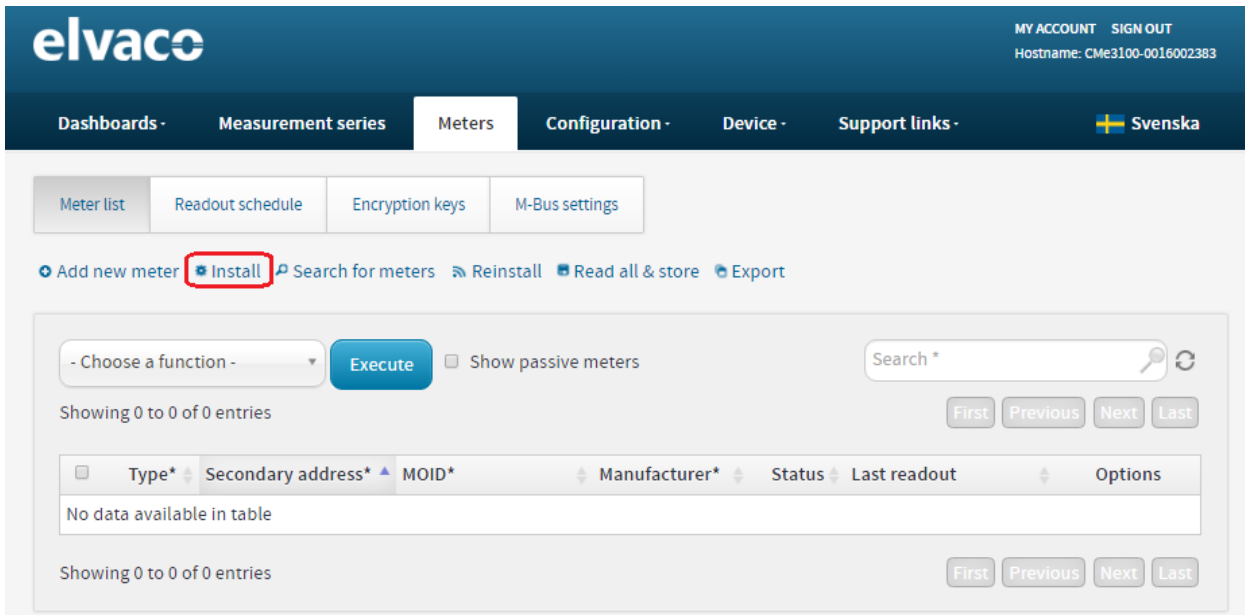 elvaco
MY ACCOUNT SIGN OUT
Hostname: CMe3100-0016002383
Dashboards Measurement series Meters Configuration Device Support links Svenska
Meter list Readout schedule Encryption keys M-Bus settings
Add new meter Install Search for meters Reinstall Read all & store Export
- Choose a function - Execute Show passive meters Search *
Showing 0 to 0 of 0 entries First Previous Next Last
Type* Secondary address* MOID* Manufacturer* Status Last readout Options
No data available in table
Showing 0 to 0 of 0 entries First Previous Next Last